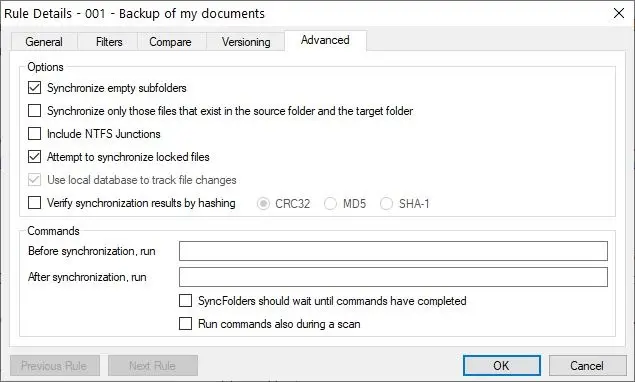 Rule Details - 001 - Backup of my documents
General Filters Compare Versioning Advanced
Options
Synchronize empty subfolders
Synchronize only those files that exist in the source folder and the target folder
Include NTFS Junctions
Attempt to synchronize locked files
Use local database to track file changes
Verify synchronization results by hashing CRC32 MD5 SHA-1
Commands
Before synchronization, run
After synchronization, run
SyncFolders should wait until commands have completed
Run commands also during a scan
Previous Rule Next Rule OK Cancel